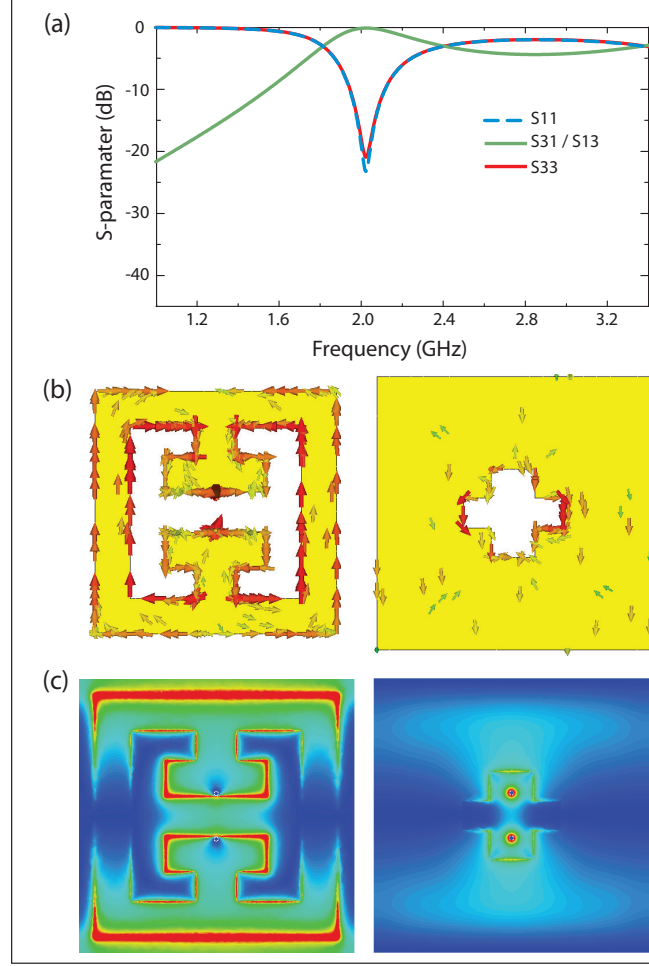 (a)
0
-10
-20
-30
-40
S-paramater (dB)
S11
S31 / S13
S33
1.2 1.6 2.0 2.4 2.8 3.2
Frequency (GHz)
(b)
(c)